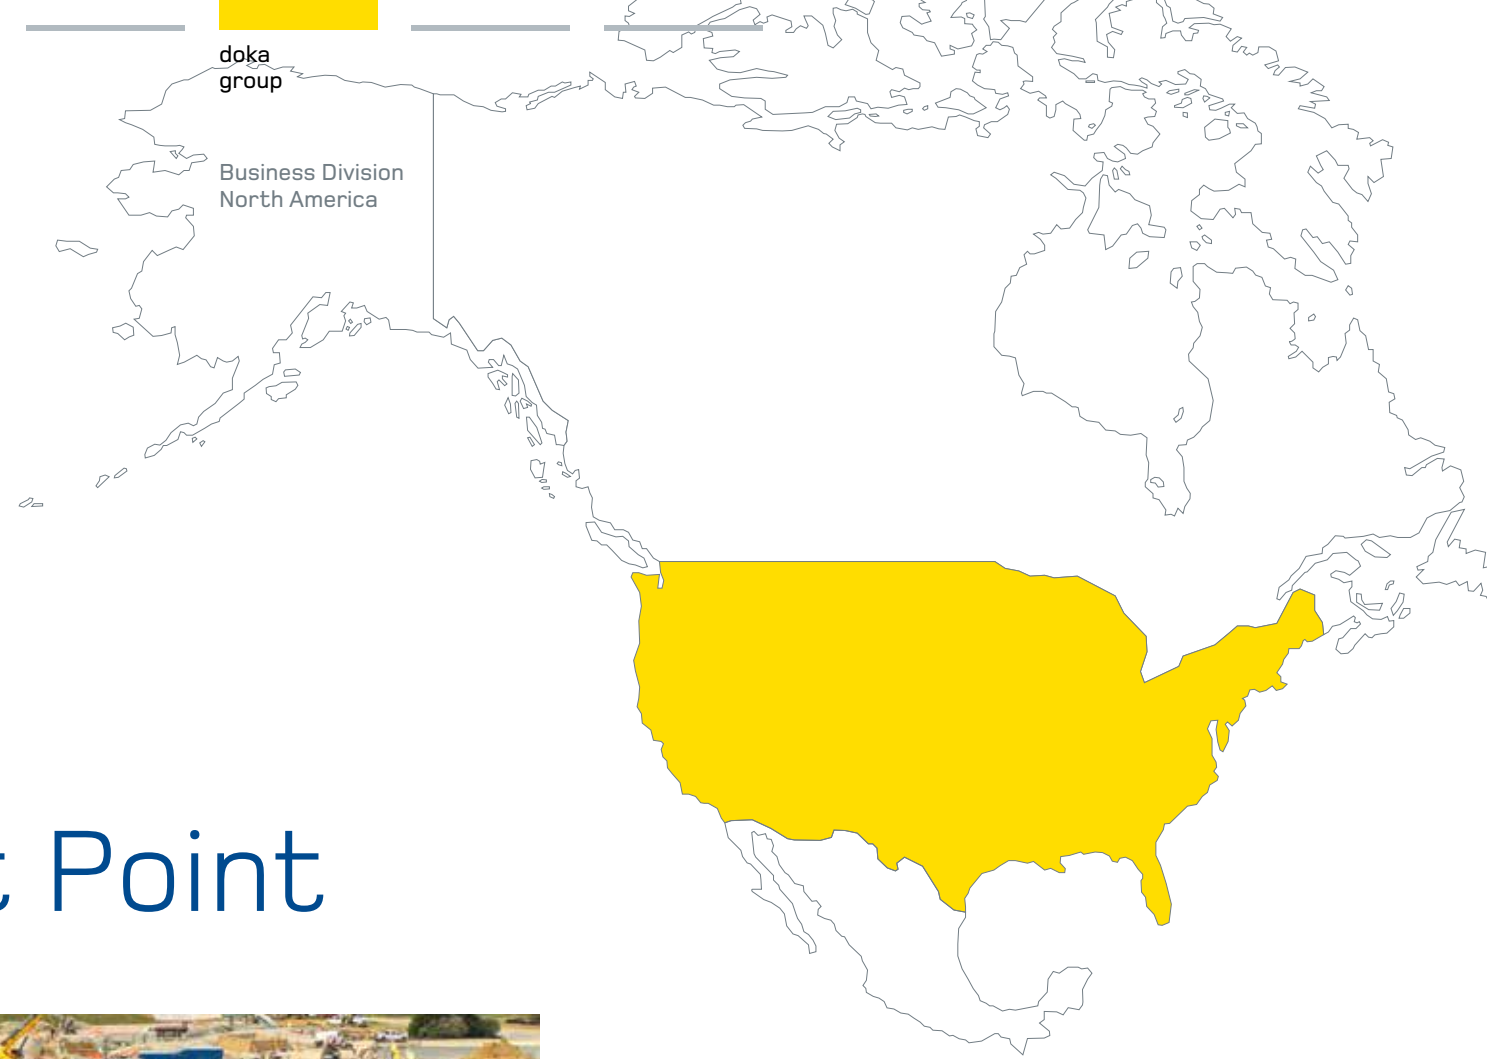 doka
group
Business Division
North America
Point